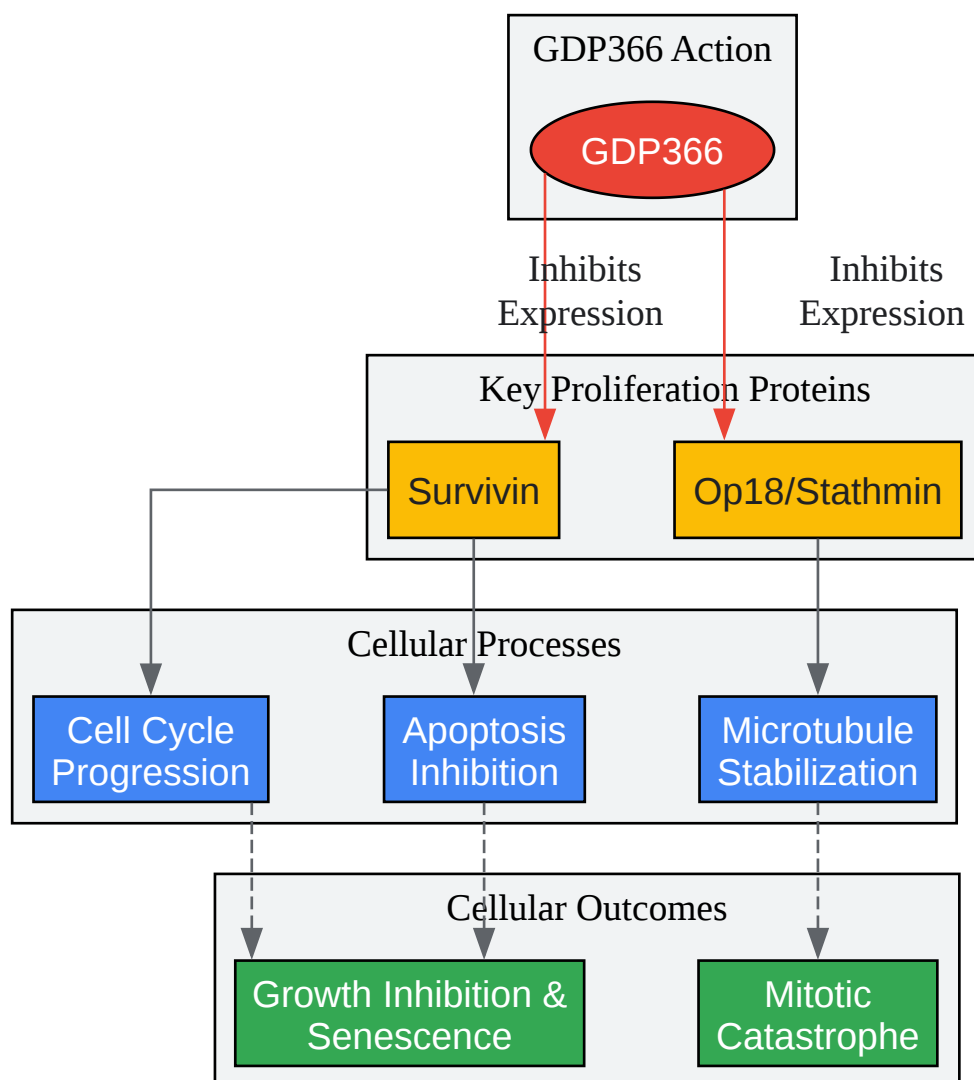 GDP366 Action
GDP366
Inhibits
Expression
Inhibits
Expression
Key Proliferation Proteins
Survivin
Op18/Stathmin
Cellular Processes
Cell Cycle
Progression
Apoptosis
Inhibition
Microtubule
Stabilization
Cellular Outcomes
Growth Inhibition &
Senescence
Mitotic
Catastrophe